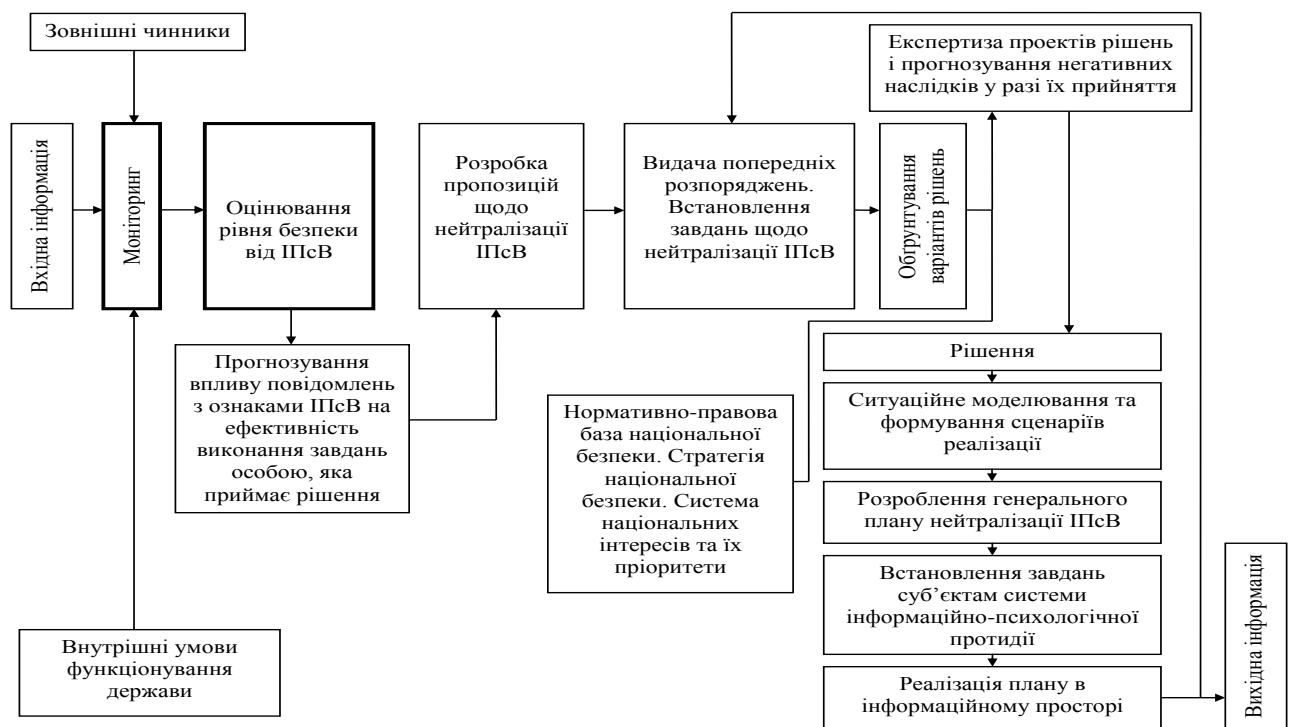 Зовнішні чинники
Вхідна інформація
Моніторинг
Оцінювання
рівня безпеки
від ІПсВ
Прогнозування
впливу повідомлень
з ознаками ІПсВ на
ефективність
виконання завдань
особою, яка
приймає рішення
Внутрішні умови
функціонування
держави
Розробка
пропозицій
щодо
нейтралізації
ІПсВ
Видача попередніх
розпоряджень.
Встановлення
завдань щодо
нейтралізації ІПсВ
Обґрунтування
варіантів рішень
Експертиза проектів рішень
і прогнозування негативних
наслідків у разі їх прийняття
Нормативно-правова
база національної
безпеки. Стратегія
національної
безпеки. Система
національних
інтересів та їх
пріоритети
Рішення
Ситуаційне моделювання та
формування сценаріїв
реалізації
Розроблення генерального
плану нейтралізації ІПсВ
Встановлення завдань
суб’єктам системи
інформаційно-психологічної
протидії
Реалізація плану в
інформаційному просторі
Вихідна інформація